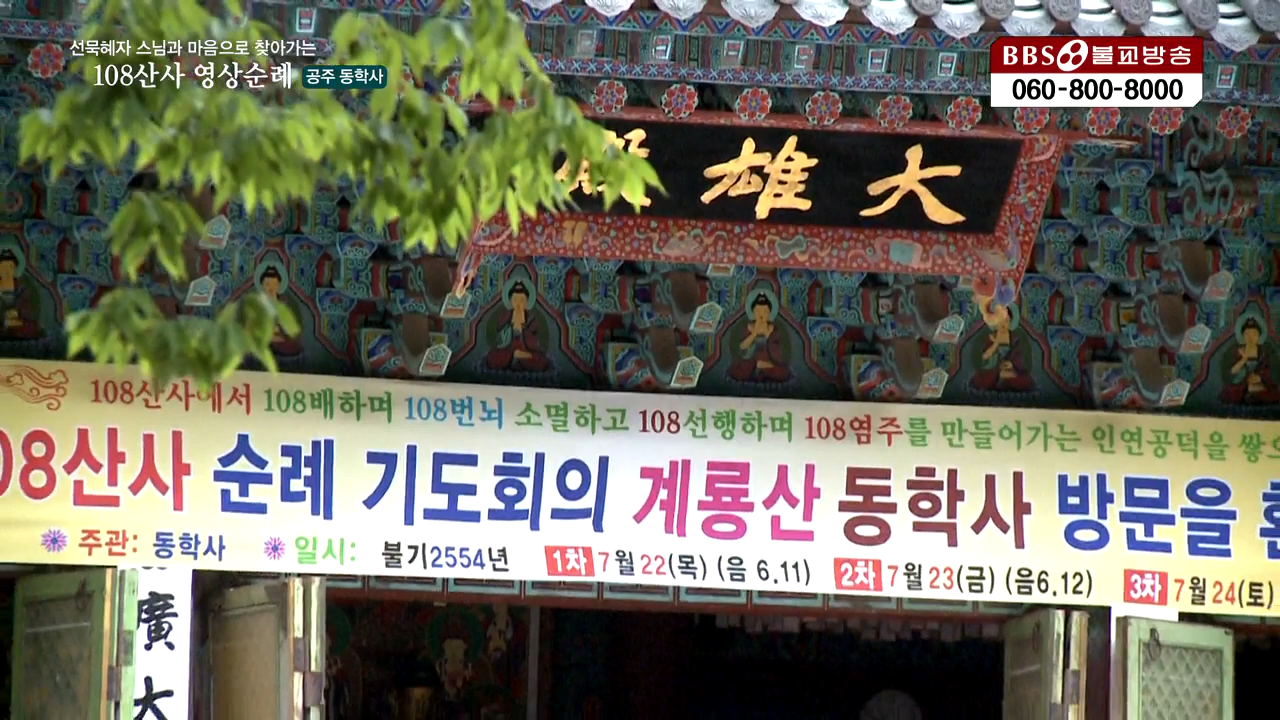 선묵혜자 스님과 마음으로 찾아가는
108산사 영상순례 공주 동학사
BBS 불교방송
060-800-8000
殿 雄 大
108산사에서 108배하며 108번뇌 소멸하고 108선행하며 108염주를 만들어가는 인연공덕을 쌓으
08산사 순례 기도회의 계룡산 동학사 방문을 환
주관: 동학사 일시: 불기2554년 1차 7월 22(목) (음 6.11) 2차 7월 23(금) (음6.12) 3차 7월 24(토)
廣
大